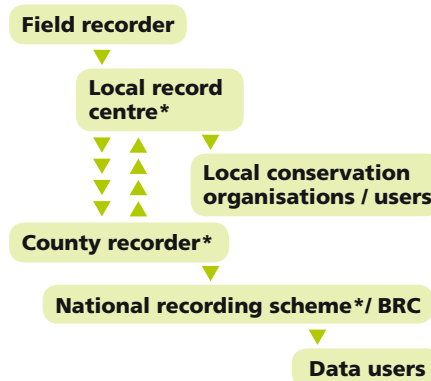 Field recorder
Local record
centre*
Local conservation
organisations / users
County recorder*
National recording scheme*/ BRC
Data users